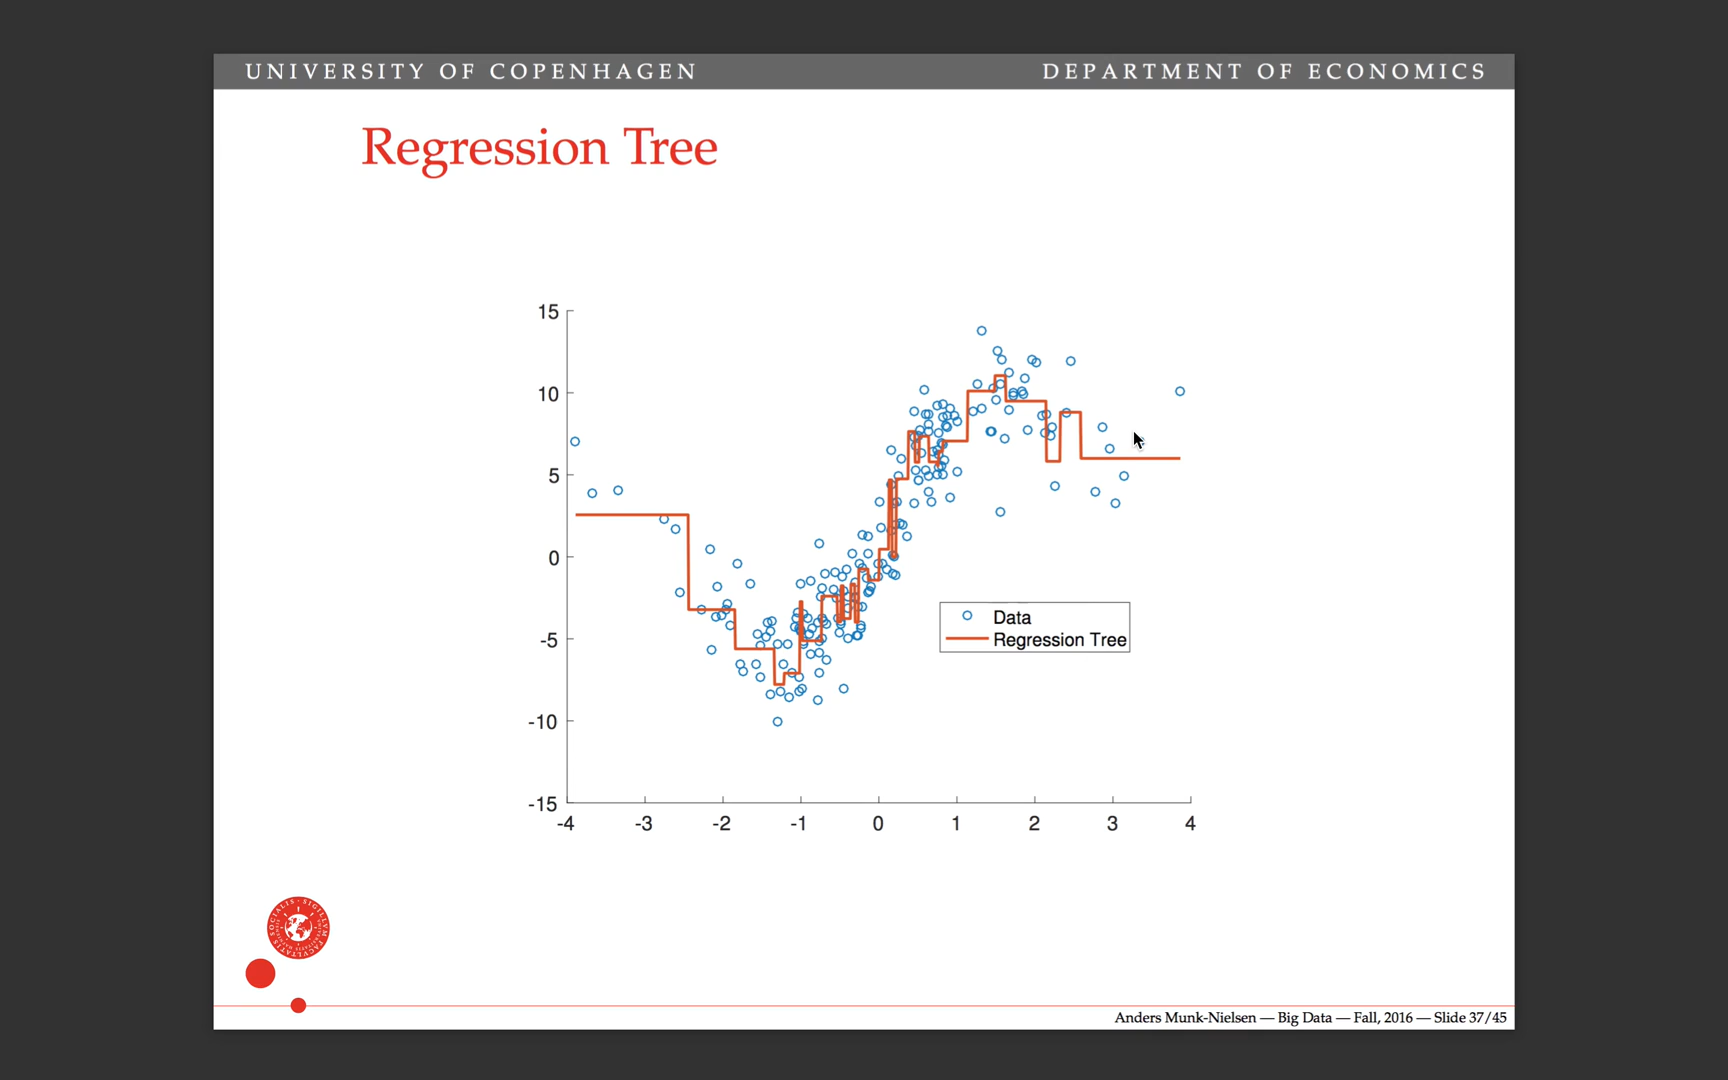 UNIVERSITY OF COPENHAGEN
DEPARTMENT OF ECONOMICS
Regression Tree
15
10
5
0
-5
-10
-15
-4 -3 -2 -1 0 1 2 3 4
Data
Regression Tree
Anders Munk-Nielsen — Big Data — Fall, 2016 — Slide 37/45